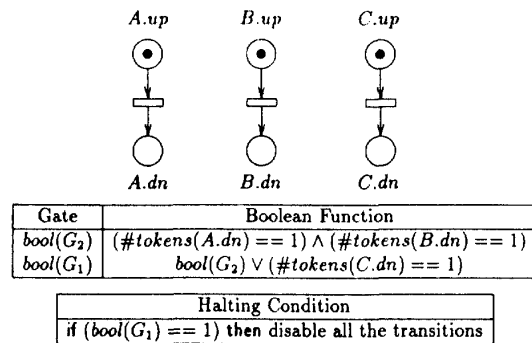 A.up B.up C.up
A.dn B.dn C.dn
Gate Boolean Function
bool(G₂) (#tokens(A.dn) == 1) ∧ (#tokens(B.dn) == 1)
bool(G₁) bool(G₂) ∨ (#tokens(C.dn) == 1)
Halting Condition
if (bool(G₁) == 1) then disable all the transitions